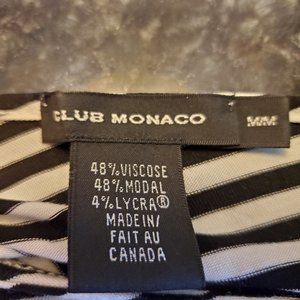 CLUB MONACO
M/M
48%VISCOSE
48%MODAL
4%LYCRA®
MADE IN/
FAIT AU
CANADA